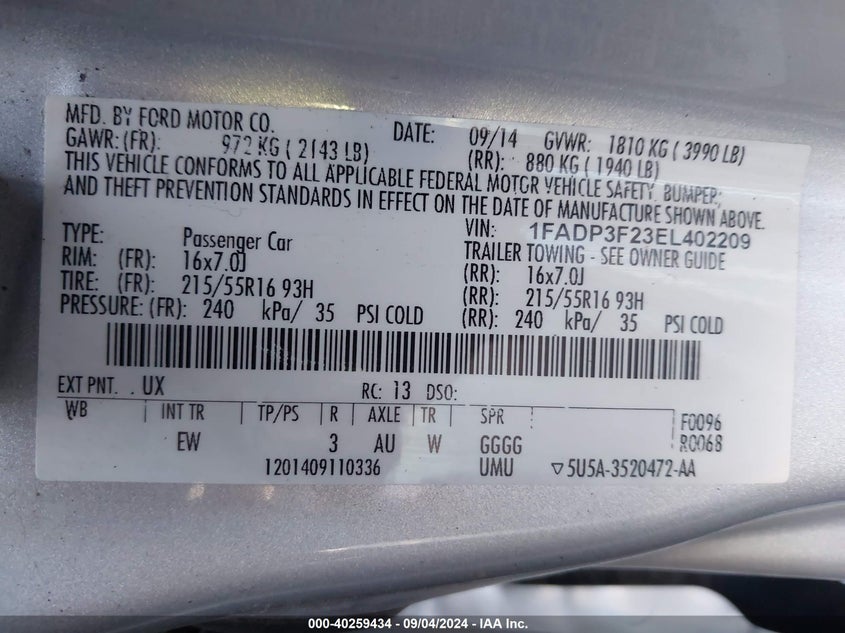 MFD. BY FORD MOTOR CO. DATE: 09/14 GVWR: 1810 KG ( 3990 LB)
GAWR: (FR): 972 KG ( 2143 LB) (RR): 880 KG ( 1940 LB)
THIS VEHICLE CONFORMS TO ALL APPLICABLE FEDERAL MOTOR VEHICLE SAFETY, BUMPER,
AND THEFT PREVENTION STANDARDS IN EFFECT ON THE DATE OF MANUFACTURE SHOWN ABOVE.
VIN: 1FADP3F23EL402209
TYPE: Passenger Car TRAILER TOWING - SEE OWNER GUIDE
RIM: (FR): 16x7.0J (RR): 16x7.0J
TIRE: (FR): 215/55R16 93H (RR): 215/55R16 93H
PRESSURE: (FR): 240 kPa/ 35 PSI COLD (RR): 240 kPa/ 35 PSI COLD
EXT PNT. . UX RC: 13 DSO:
WB INT TR TP/PS R AXLE TR SPR F0096
EW 3 AU W GGGG R0068
1201409110336 UMU ▽5U5A-3520472-AA
000-40259434 - 09/04/2024 - IAA Inc.